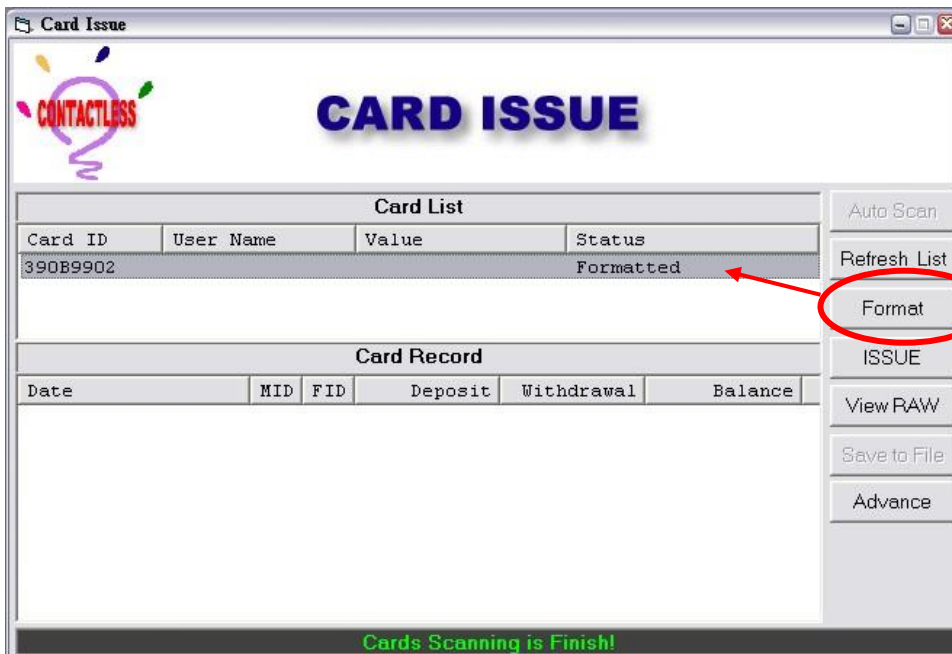 Card Issue
CONTACTLESS
CARD ISSUE
Card List
Card ID User Name Value Status
390B9902 Formatted
Card Record
Date MID FID Deposit Withdrawal Balance
Auto Scan
Refresh List
Format
ISSUE
View RAW
Save to File
Advance
Cards Scanning is Finish!